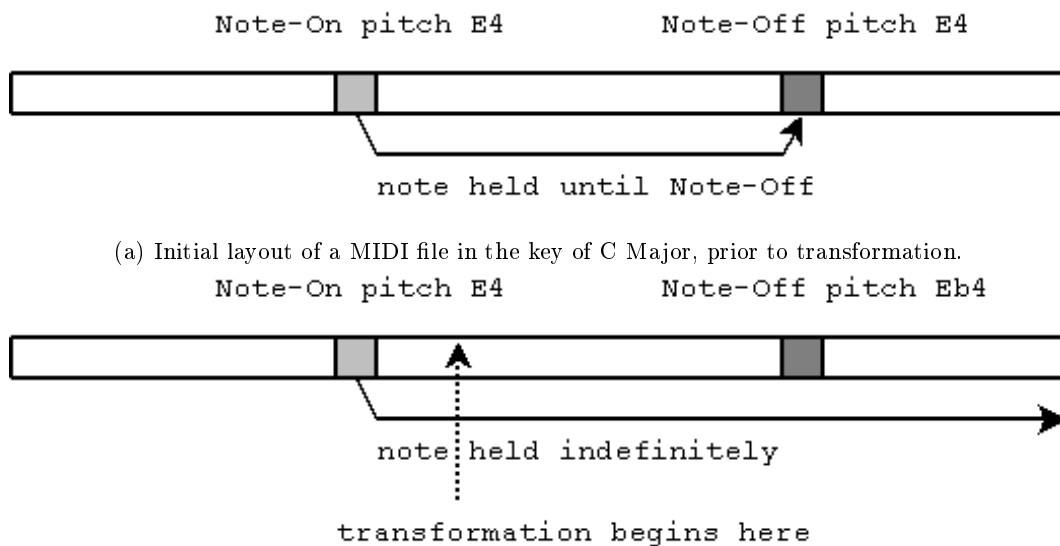 Note-On pitch E4 Note-Off pitch E4
note held until Note-Off
(a) Initial layout of a MIDI file in the key of C Major, prior to transformation.
Note-On pitch E4 Note-Off pitch Eb4
note held indefinitely
transformation begins here